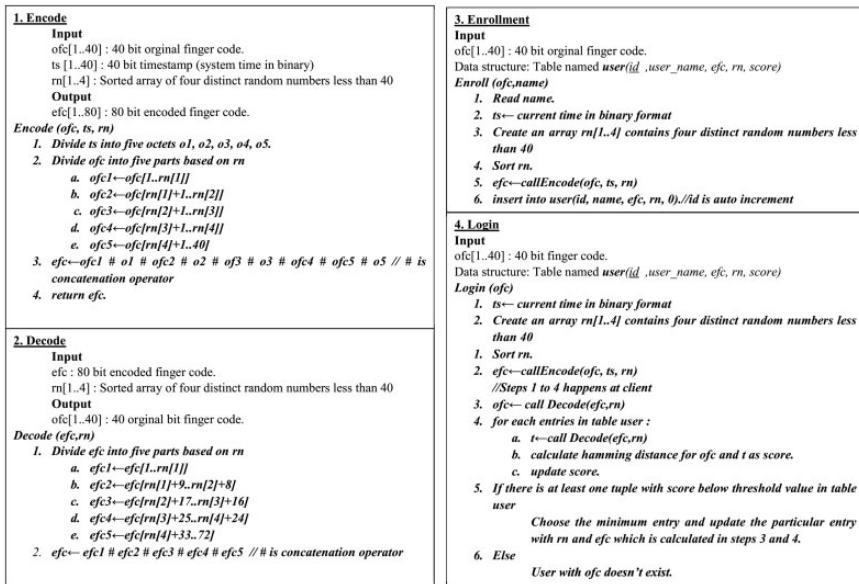 1. Encode
Input
ofc[1..40] : 40 bit orginal finger code.
ts [1..40] : 40 bit timestamp (system time in binary)
rn[1..4] : Sorted array of four distinct random numbers less than 40
Output
efc[1..80] : 80 bit encoded finger code.
Encode (ofc, ts, rn)
1. Divide ts into five octets o1, o2, o3, o4, o5.
2. Divide ofc into five parts based on rn
a. ofc1←ofc[1..rn[1]]
b. ofc2←ofc[rn[1]+1..rn[2]]
c. ofc3←ofc[rn[2]+1..rn[3]]
d. ofc4←ofc[rn[3]+1..rn[4]]
e. ofc5←ofc[rn[4]+1..40]
3. efc←ofc1 # o1 # ofc2 # o2 # of3 # o3 # ofc4 # ofc5 # o5 // # is
concatenation operator
4. return efc.
2. Decode
Input
efc : 80 bit encoded finger code.
rn[1..4] : Sorted array of four distinct random numbers less than 40
Output
ofc[1..40] : 40 orginal bit finger code.
Decode (efc,rn)
1. Divide efc into five parts based on rn
a. efc1←efc[1..rn[1]]
b. efc2←efc[rn[1]+9..rn[2]+8]
c. efc3←efc[rn[2]+17..rn[3]+16]
d. efc4←efc[rn[3]+25..rn[4]+24]
e. efc5←efc[rn[4]+33..72]
2. efc← efc1 # efc2 # efc3 # efc4 # efc5 // # is concatenation operator
3. Enrollment
Input
ofc[1..40] : 40 bit orginal finger code.
Data structure: Table named user(id ,user_name, efc, rn, score)
Enroll (ofc,name)
1. Read name.
2. ts← current time in binary format
3. Create an array rn[1..4] contains four distinct random numbers less
than 40
4. Sort rn.
5. efc←callEncode(ofc, ts, rn)
6. insert into user(id, name, efc, rn, 0).//id is auto increment
4. Login
Input
ofc[1..40] : 40 bit finger code.
Data structure: Table named user(id ,user_name, efc, rn, score)
Login (ofc)
1. ts← current time in binary format
2. Create an array rn[1..4] contains four distinct random numbers less
than 40
1. Sort rn.
2. efc←callEncode(ofc, ts, rn)
//Steps 1 to 4 happens at client
3. ofc← call Decode(efc,rn)
4. for each entries in table user :
a. t←call Decode(efc,rn)
b. calculate hamming distance for ofc and t as score.
c. update score.
5. If there is at least one tuple with score below threshold value in table
user
Choose the minimum entry and update the particular entry
with rn and efc which is calculated in steps 3 and 4.
6. Else
User with ofc doesn't exist.